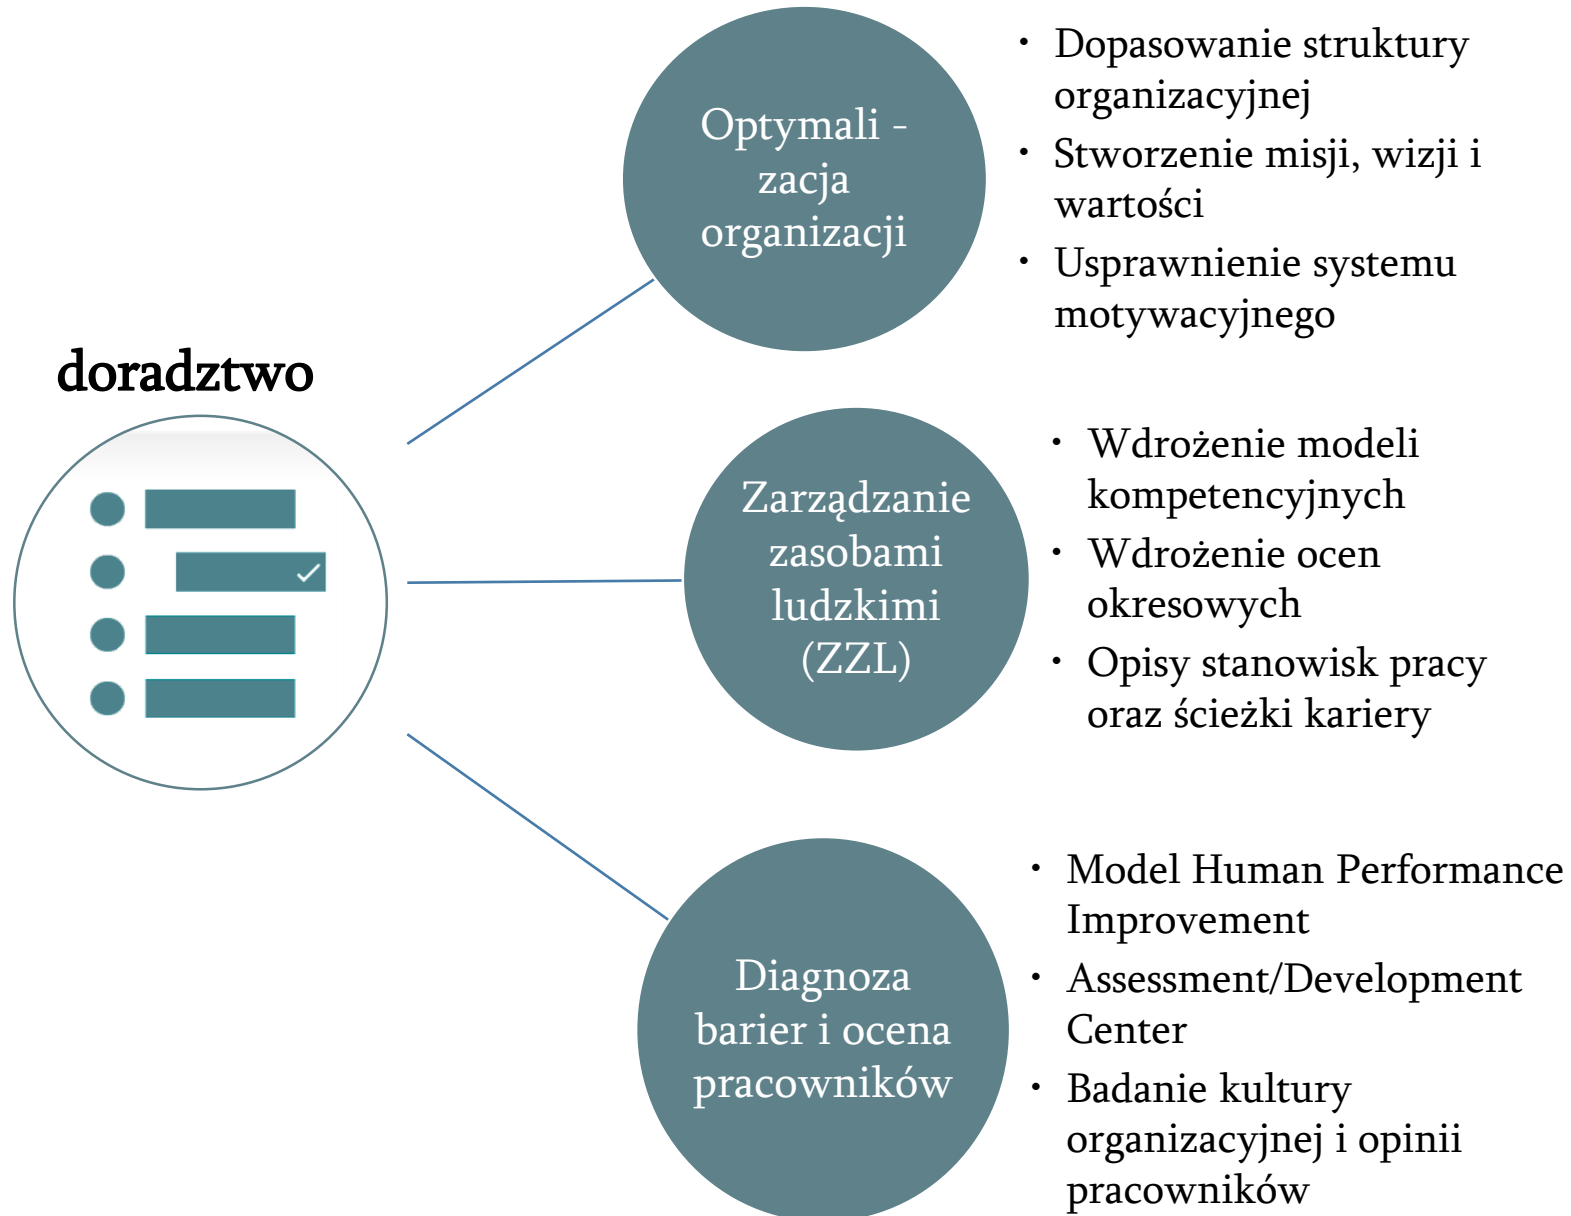 doradztwo
Optymali -
zacja
organizacji
• Dopasowanie struktury
organizacyjnej
• Stworzenie misji, wizji i
wartości
• Usprawnienie systemu
motywacyjnego
Zarządzanie
zasobami
ludzkimi
(ZZL)
• Wdrożenie modeli
kompetencyjnych
• Wdrożenie ocen
okresowych
• Opisy stanowisk pracy
oraz ścieżki kariery
Diagnoza
barier i ocena
pracowników
• Model Human Performance
Improvement
• Assessment/Development
Center
• Badanie kultury
organizacyjnej i opinii
pracowników